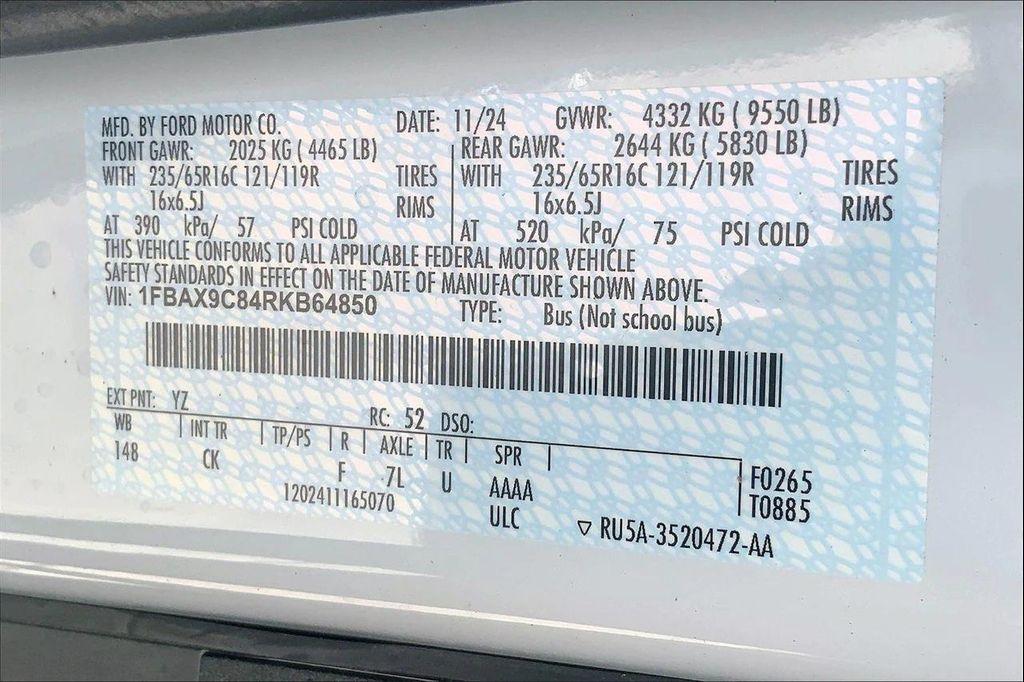 MFD. BY FORD MOTOR CO. DATE: 11/24 GVWR: 4332 KG ( 9550 LB)
FRONT GAWR: 2025 KG ( 4465 LB) REAR GAWR: 2644 KG ( 5830 LB)
WITH 235/65R16C 121/119R TIRES WITH 235/65R16C 121/119R TIRES
16x6.5J RIMS 16x6.5J RIMS
AT 390 kPa/ 57 PSI COLD AT 520 kPa/ 75 PSI COLD
THIS VEHICLE CONFORMS TO ALL APPLICABLE FEDERAL MOTOR VEHICLE
SAFETY STANDARDS IN EFFECT ON THE DATE OF MANUFACTURE SHOWN ABOVE.
VIN: 1FBAX9C84RKB64850 TYPE: Bus (Not school bus)
EXT PNT: YZ RC: 52 DSO:
WB INT TR TP/PS R AXLE TR SPR
148 CK F 7L U AAAA F0265
1202411165070 ULC T0885
▽ RU5A-3520472-AA